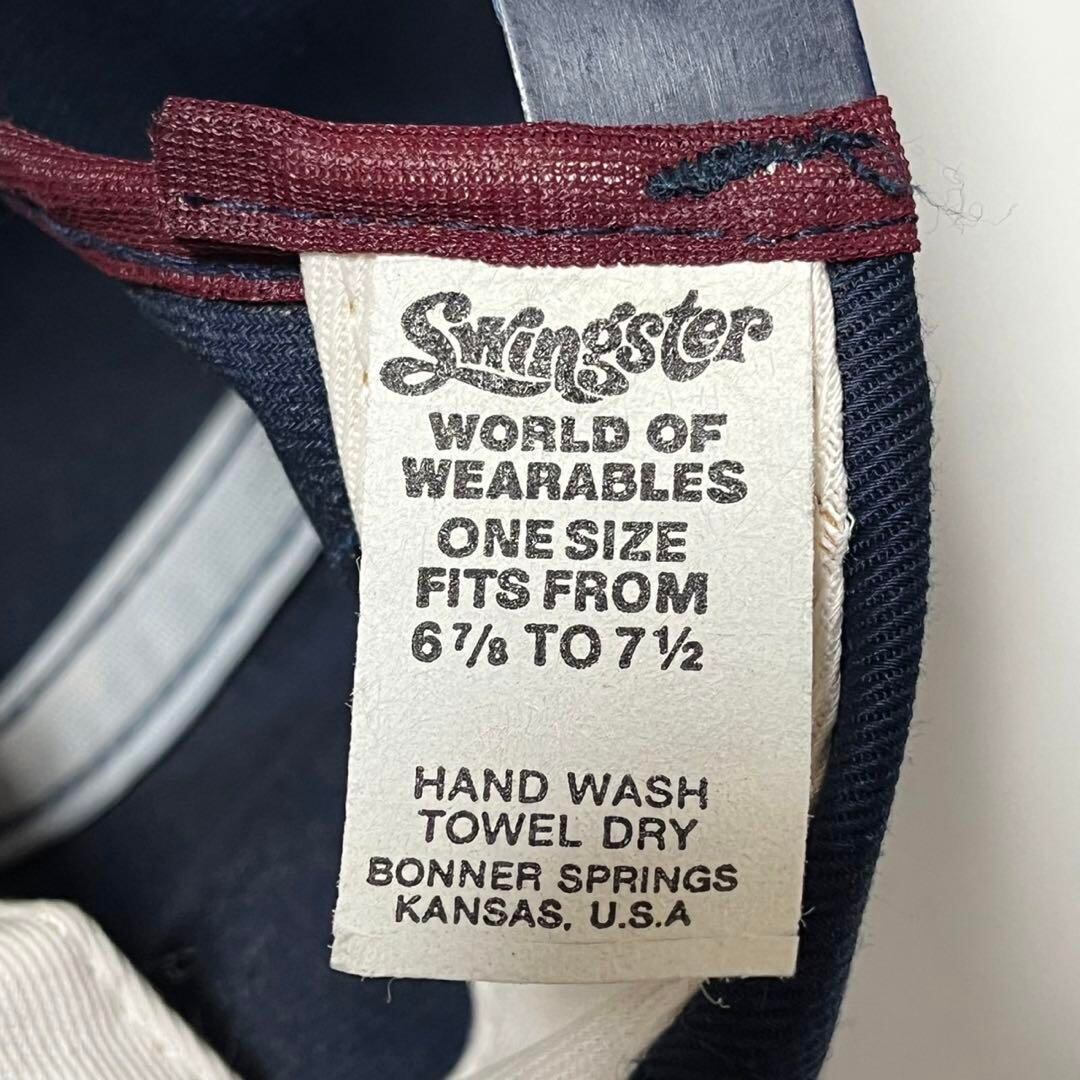 Swingster
WORLD OF
WEARABLES
ONE SIZE
FITS FROM
6 7/8 TO 7 1/2
HAND WASH
TOWEL DRY
BONNER SPRINGS
KANSAS, U.S.A